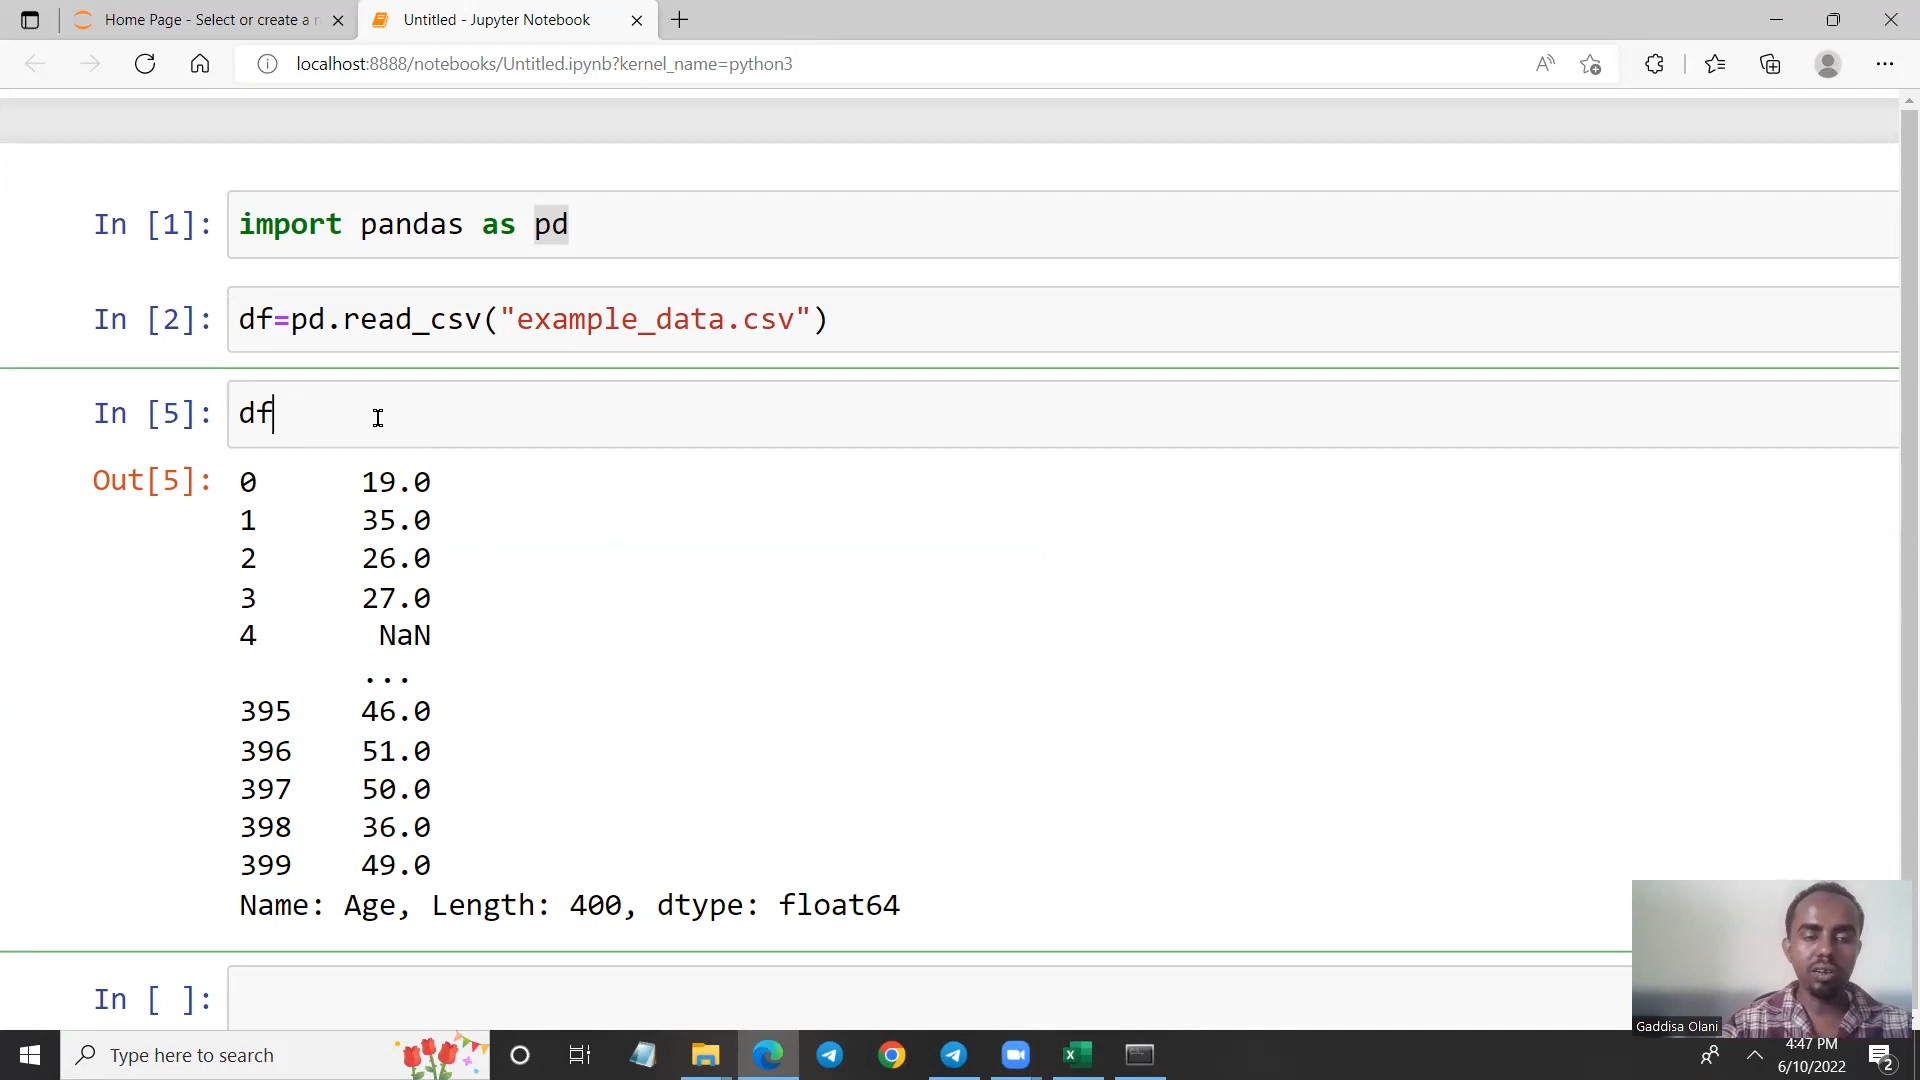 Home Page - Select or create a n
Untitled - Jupyter Notebook
localhost:8888/notebooks/Untitled.ipynb?kernel_name=python3
In [1]: import pandas as pd
In [2]: df=pd.read_csv("example_data.csv")
In [5]: df
Out[5]: 0 19.0
1 35.0
2 26.0
3 27.0
4 NaN
...
395 46.0
396 51.0
397 50.0
398 36.0
399 49.0
Name: Age, Length: 400, dtype: float64
In [ ]:
Gaddisa Olani
Type here to search
4:47 PM
6/10/2022
2